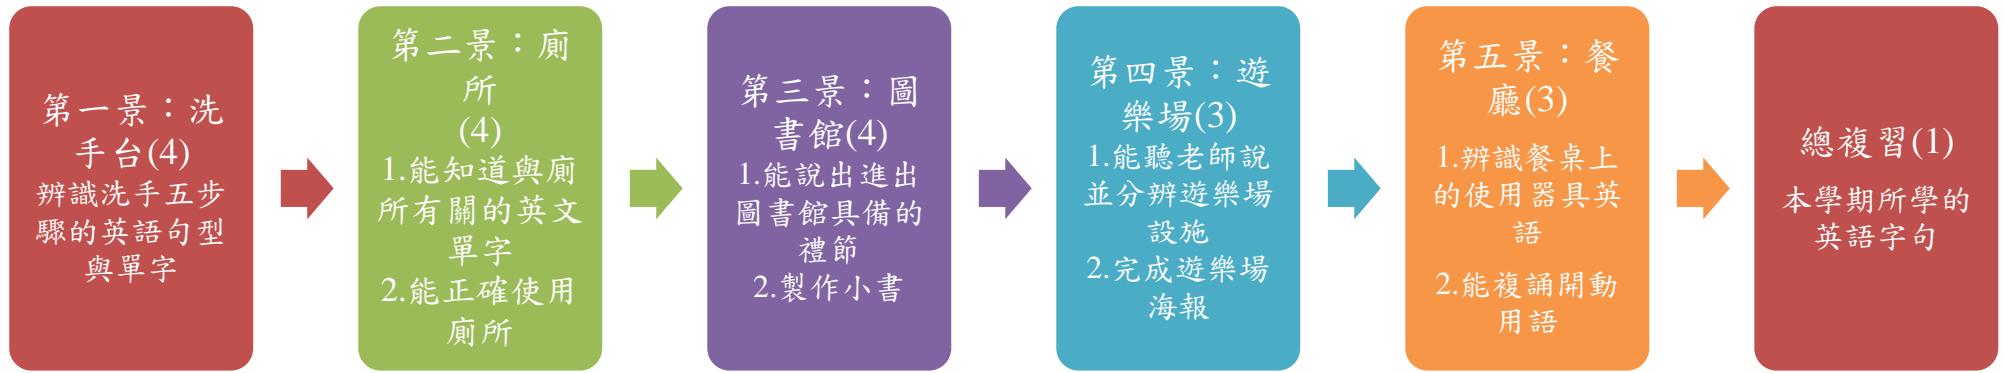 第一景：洗
手台(4)
辨識洗手五步
驟的英語句型
與單字
第二景：廁
所
(4)
1.能知道與廁
所有關的英文
單字
2.能正確使用
廁所
第三景：圖
書館(4)
1.能說出進出
圖書館具備的
禮節
2.製作小書
第四景：遊
樂場(3)
1.能聽老師說
並分辨遊樂場
設施
2.完成遊樂場
海報
第五景：餐
廳(3)
1.辨識餐桌上
的使用器具英
語
2.能複誦開動
用語
總複習(1)
本學期所學的
英語字句